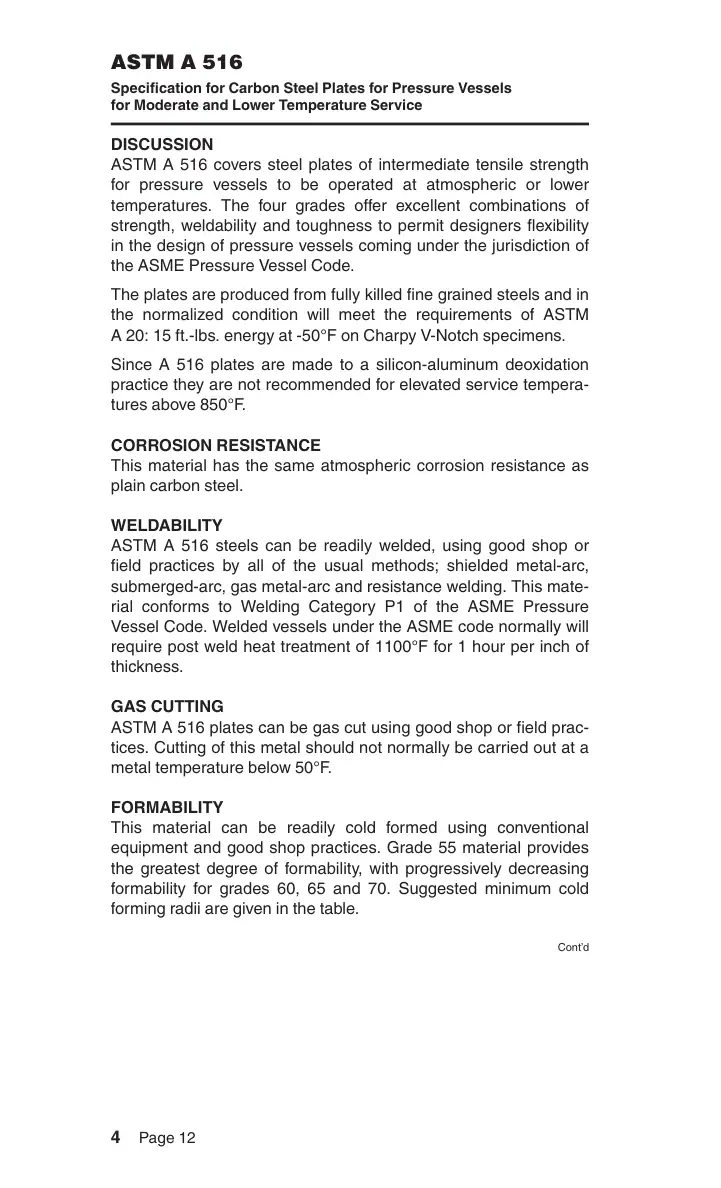 ASTM A 516
Specification for Carbon Steel Plates for Pressure Vessels
for Moderate and Lower Temperature Service
DISCUSSION
ASTM A 516 covers steel plates of intermediate tensile strength
for pressure vessels to be operated at atmospheric or lower
temperatures. The four grades offer excellent combinations of
strength, weldability and toughness to permit designers flexibility
in the design of pressure vessels coming under the jurisdiction of
the ASME Pressure Vessel Code.
The plates are produced from fully killed fine grained steels and in
the normalized condition will meet the requirements of ASTM
A 20: 15 ft.-lbs. energy at -50°F on Charpy V-Notch specimens.
Since A 516 plates are made to a silicon-aluminum deoxidation
practice they are not recommended for elevated service tempera-
tures above 850°F.
CORROSION RESISTANCE
This material has the same atmospheric corrosion resistance as
plain carbon steel.
WELDABILITY
ASTM A 516 steels can be readily welded, using good shop or
field practices by all of the usual methods; shielded metal-arc,
submerged-arc, gas metal-arc and resistance welding. This mate-
rial conforms to Welding Category P1 of the ASME Pressure
Vessel Code. Welded vessels under the ASME code normally will
require post weld heat treatment of 1100°F for 1 hour per inch of
thickness.
GAS CUTTING
ASTM A 516 plates can be gas cut using good shop or field prac-
tices. Cutting of this metal should not normally be carried out at a
metal temperature below 50°F.
FORMABILITY
This material can be readily cold formed using conventional
equipment and good shop practices. Grade 55 material provides
the greatest degree of formability, with progressively decreasing
formability for grades 60, 65 and 70. Suggested minimum cold
forming radii are given in the table.
Cont'd
4 Page 12